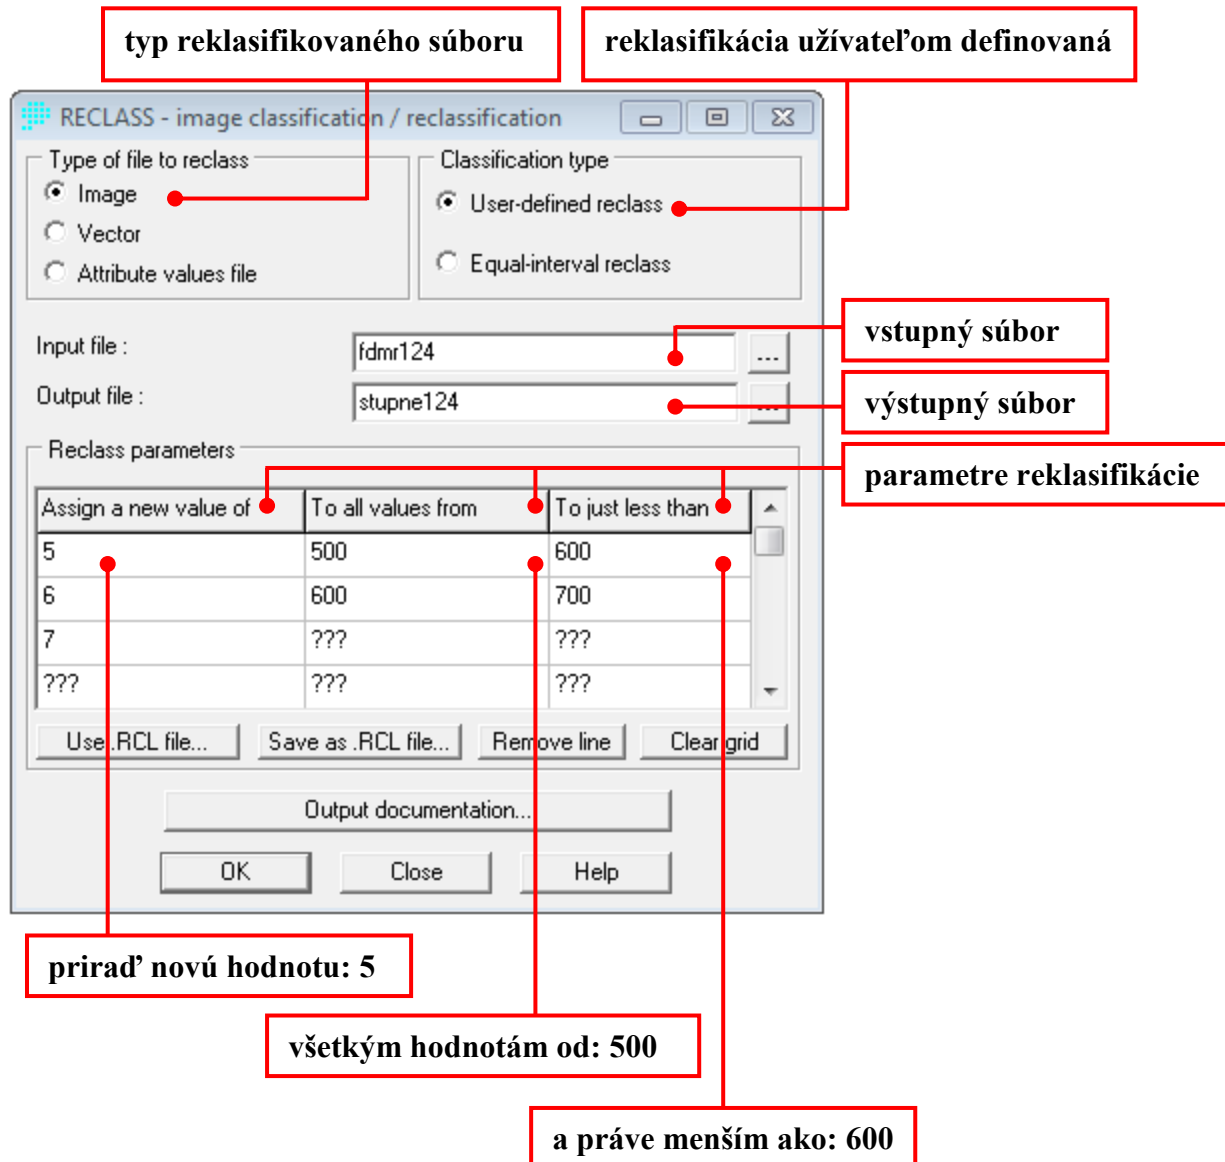 typ reklasifikovaného súboru
reklasifikácia užívateľom definovaná
RECLASS - image classification / reclassification
Type of file to reclass
Image
Vector
Attribute values file
Classification type
User-defined reclass
Equal-interval reclass
Input file :
fdmr124
...
vstupný súbor
Output file :
stupne124
...
výstupný súbor
Reclass parameters
parametre reklasifikácie
Assign a new value of To all values from To just less than
5 500 600
6 600 700
7 ??? ???
??? ??? ???
Use .RCL file... Save as .RCL file... Remove line Clear grid
Output documentation...
OK Close Help
priraď novú hodnotu: 5
všetkým hodnotám od: 500
a práve menším ako: 600